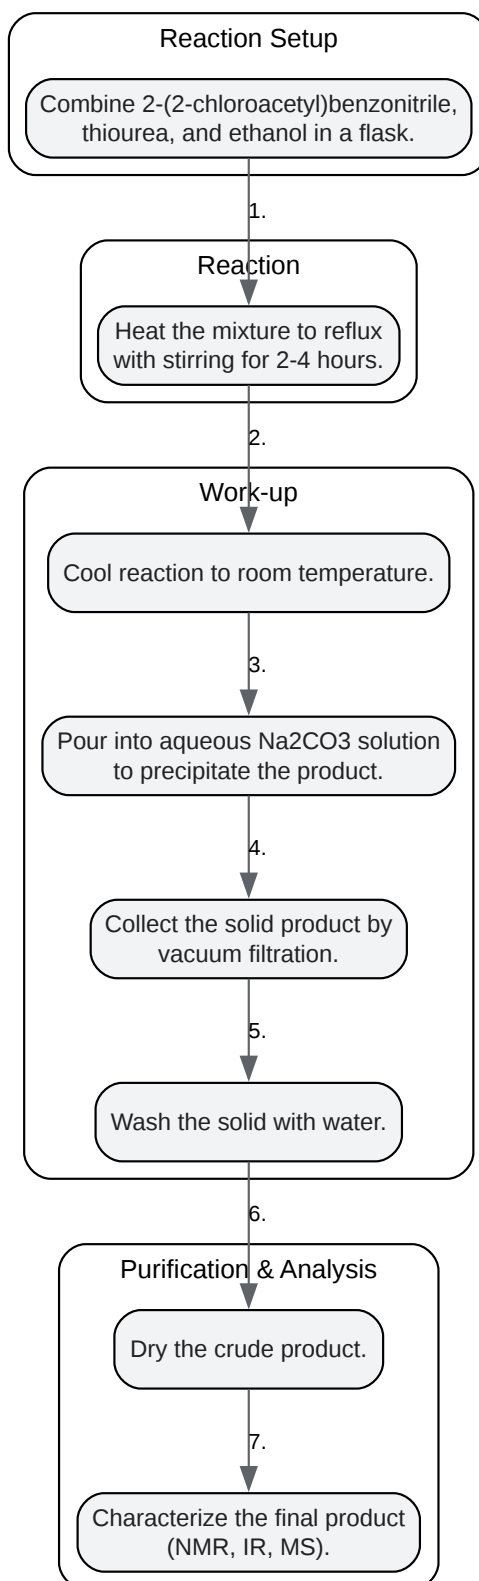 Reaction Setup
Combine 2-(2-chloroacetyl)benzonitrile,
thiourea, and ethanol in a flask.
1.
Reaction
Heat the mixture to reflux
with stirring for 2-4 hours.
2.
Work-up
Cool reaction to room temperature.
3.
Pour into aqueous Na2CO3 solution
to precipitate the product.
4.
Collect the solid product by
vacuum filtration.
5.
Wash the solid with water.
6.
Purification & Analysis
Dry the crude product.
7.
Characterize the final product
(NMR, IR, MS).